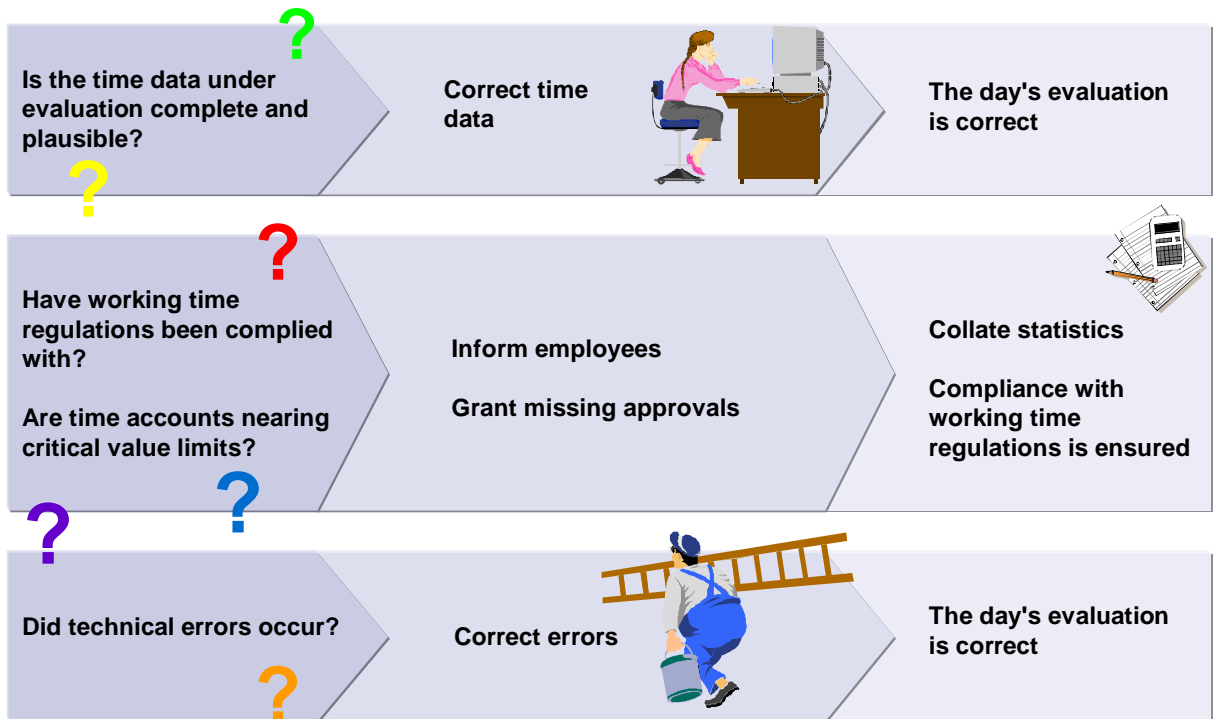 Is the time data under
evaluation complete and
plausible?
Correct time
data
The day's evaluation
is correct
Have working time
regulations been complied
with?
Are time accounts nearing
critical value limits?
Inform employees
Grant missing approvals
Collate statistics
Compliance with
working time
regulations is ensured
Did technical errors occur?
Correct errors
The day's evaluation
is correct
?
?
?
?
?
?